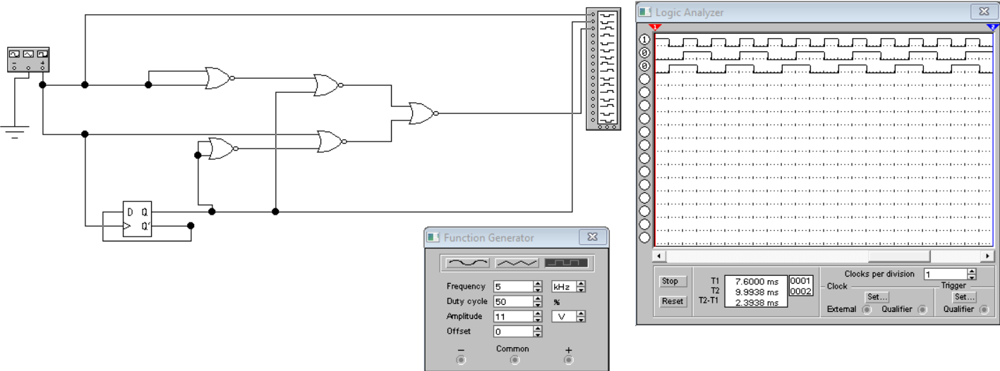 Logic Analyzer
1
2
1
0
0
D Q
Q'
- +
Function Generator
Frequency 5 kHz
Duty cycle 50 %
Amplitude 11 V
Offset 0
- Common +
Stop
Reset
T1 7.6000 ms 0001
T2 9.9938 ms 0002
T2-T1 2.3938 ms
Clocks per division 1
Clock
Trigger
Set...
Set...
External Qualifier
Qualifier